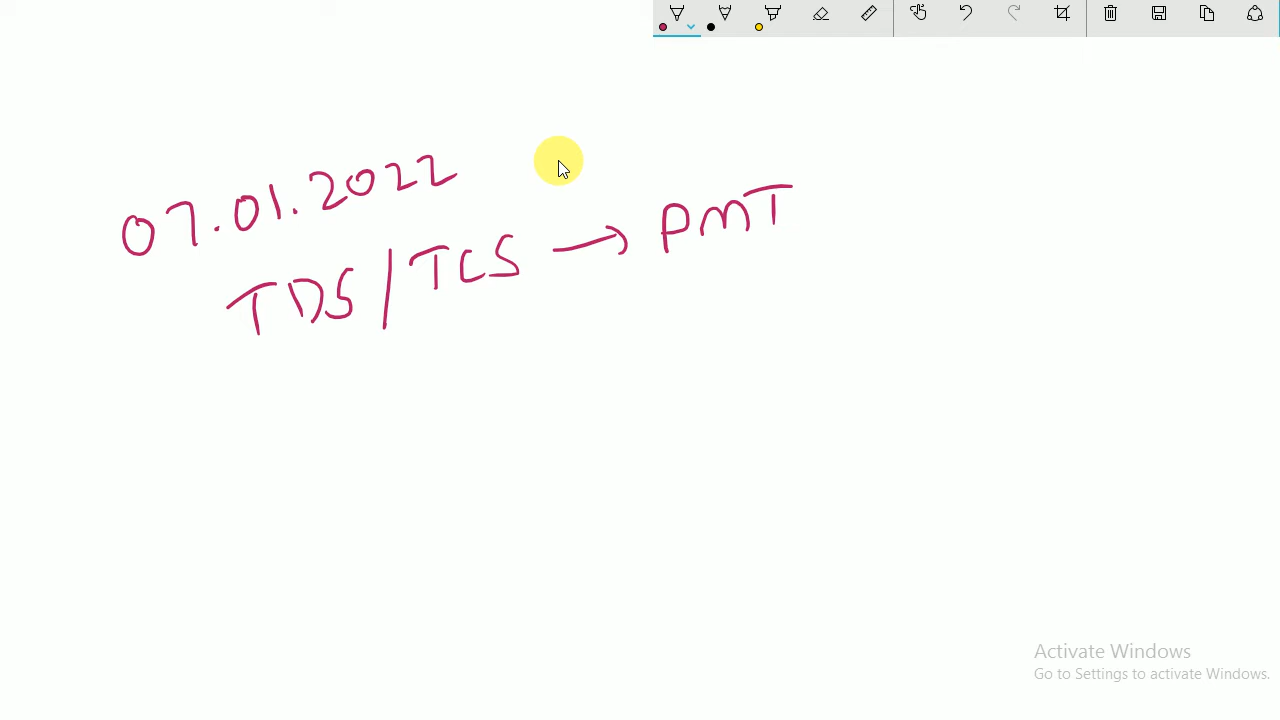 07.01.2022
TDS/TCS → PMT
Activate Windows
Go to Settings to activate Windows.